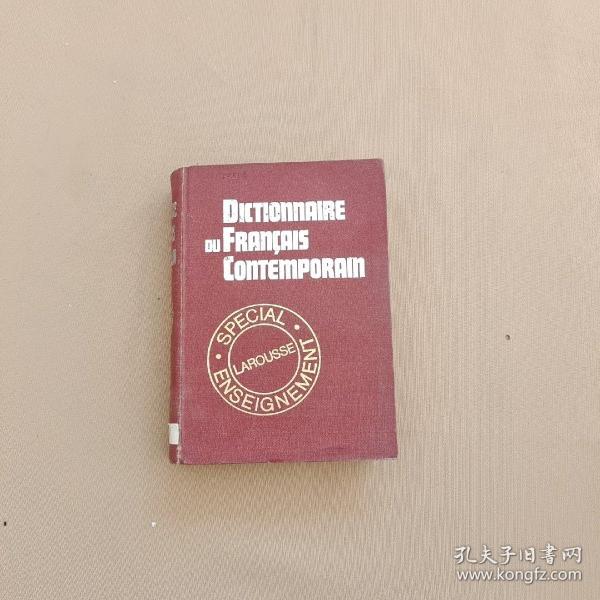 DICTIONNAIRE
DU FRANÇAIS
CONTEMPORAIN
· SPECIAL ·
LAROUSSE
ENSEIGNEMENT
孔夫子旧书网
www.kongfz.com